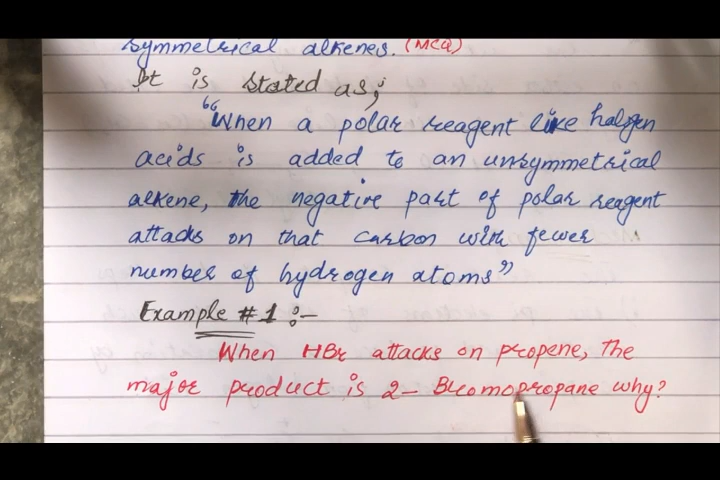 symmetrical alkenes. (MCQ)
It is stated as;
"When a polar reagent like halgen
acids is added to an unsymmetrical
alkene, the negative part of polar reagent
attacks on that carbon with fewer
number of hydrogen atoms"
Example #1:-
When HBr attacks on propene, the
major product is 2- Bromopropane why?